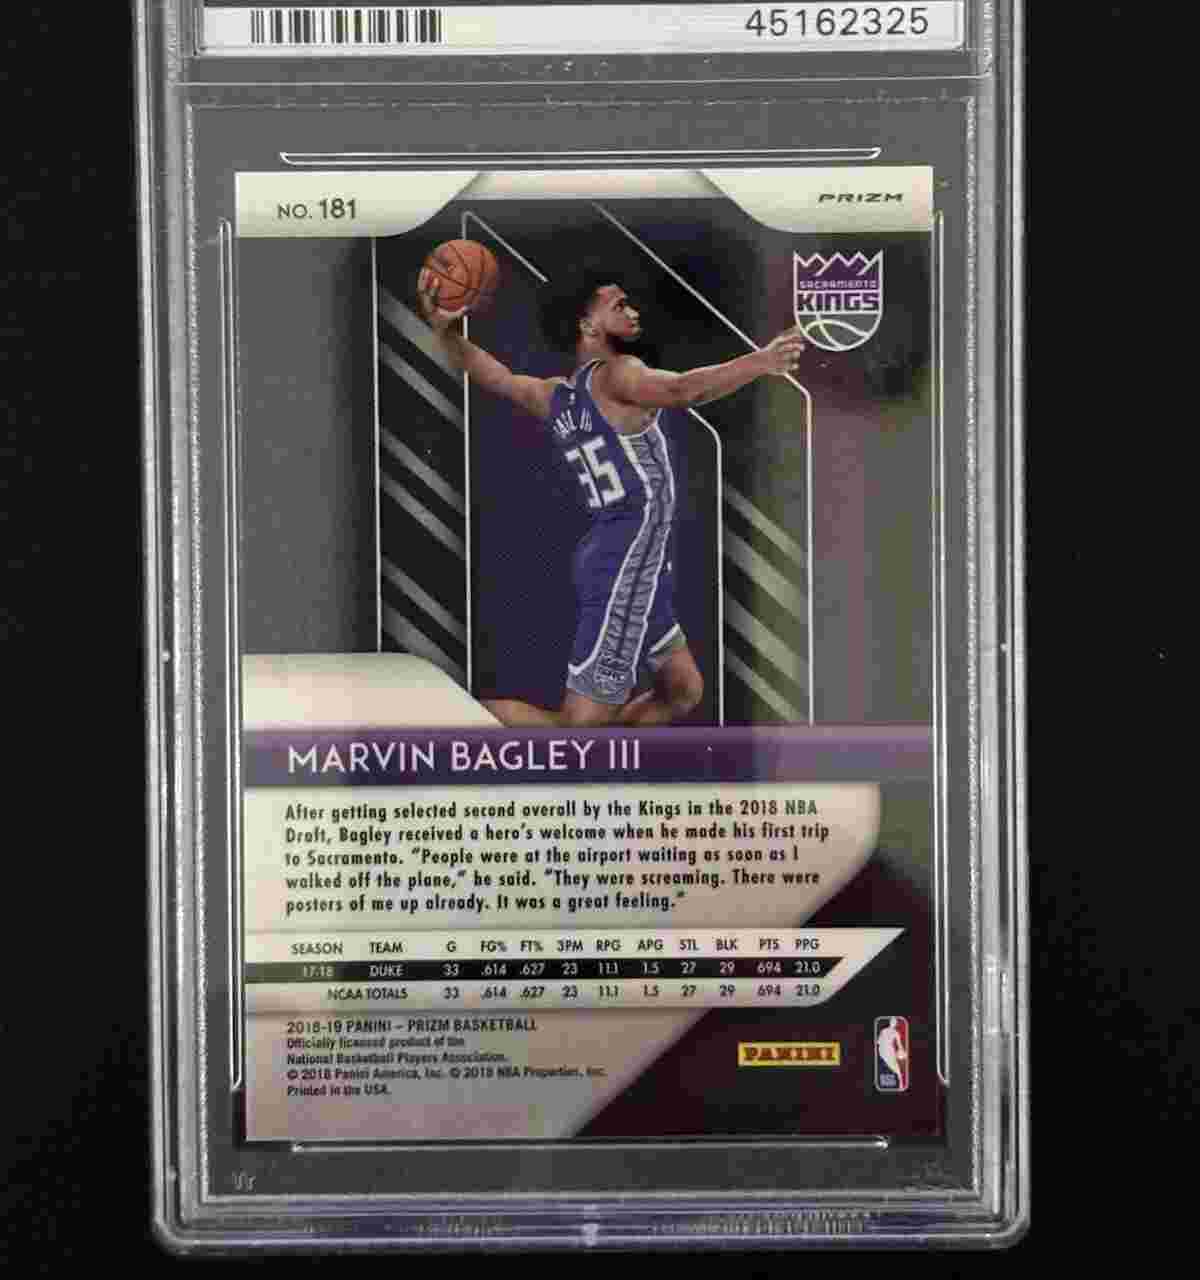 45162325
NO. 181
PRIZM
SACRAMENTO
KINGS
35
MARVIN BAGLEY III
After getting selected second overall by the Kings in the 2018 NBA
Draft, Bagley received a hero's welcome when he made his first trip
to Sacramento. "People were at the airport waiting as soon as I
walked off the plane," he said. "They were screaming. There were
posters of me up already. It was a great feeling."
SEASON TEAM G FG% FT% 3PM RPG APG STL BLK PTS PPG
17-18 DUKE 33 .614 .627 23 11.1 1.5 27 29 694 21.0
NCAA TOTALS 33 .614 .627 23 11.1 1.5 27 29 694 21.0
2018-19 PANINI – PRIZM BASKETBALL
Officially licensed product of the
National Basketball Players Association.
© 2018 Panini America, Inc. © 2018 NBA Properties, Inc.
Printed in the USA.
PANINI